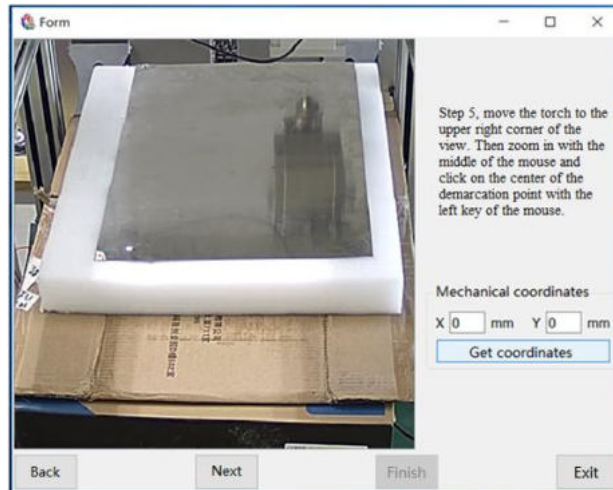 Form
Step 5, move the torch to the
upper right corner of the
view. Then zoom in with the
middle of the mouse and
click on the center of the
demarcation point with the
left key of the mouse.
Mechanical coordinates
X 0 mm Y 0 mm
Get coordinates
Back Next Finish Exit